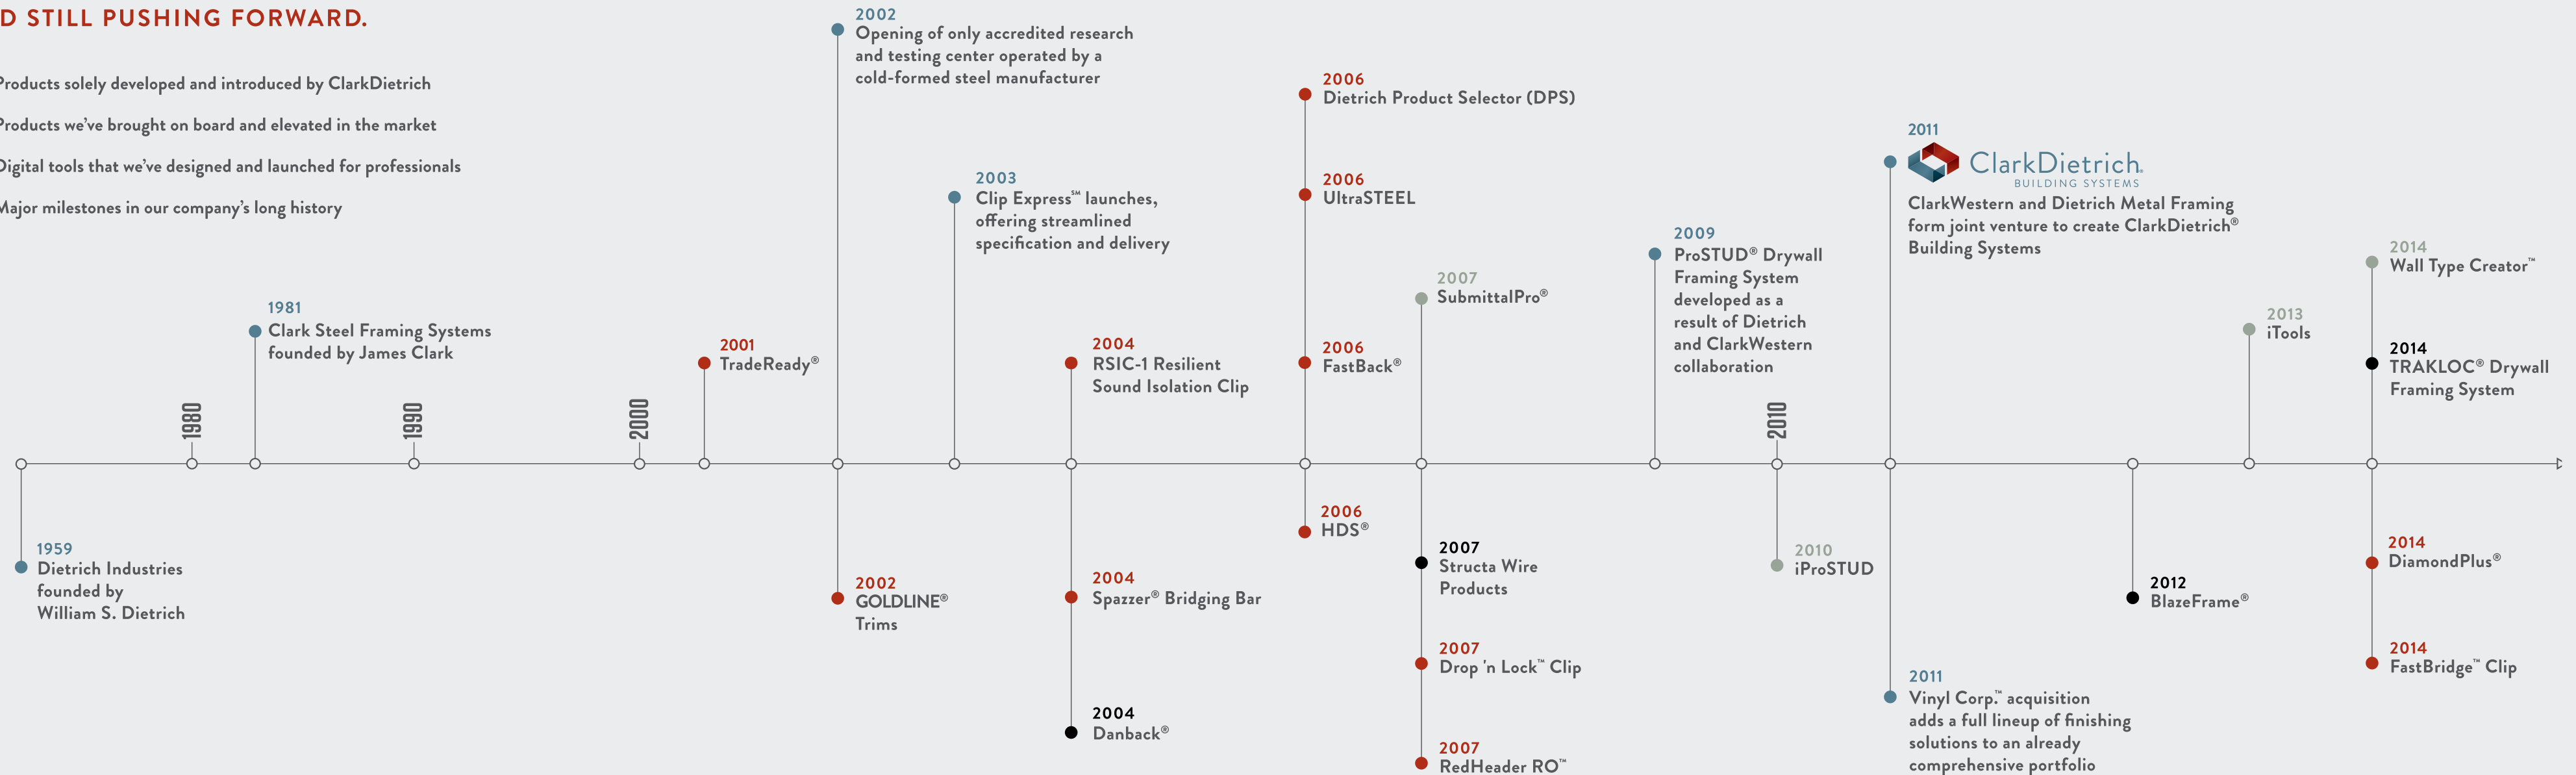 D STILL PUSHING FORWARD.
Products solely developed and introduced by ClarkDietrich
Products we've brought on board and elevated in the market
Digital tools that we've designed and launched for professionals
Major milestones in our company's long history
1959
Dietrich Industries
founded by
William S. Dietrich
1980
1981
Clark Steel Framing Systems
founded by James Clark
1990
2000
2001
TradeReady®
2002
Opening of only accredited research
and testing center operated by a
cold-formed steel manufacturer
2002
GOLDLINE®
Trims
2003
Clip Express℠ launches,
offering streamlined
specification and delivery
2004
RSIC-1 Resilient
Sound Isolation Clip
2004
Spazzer® Bridging Bar
2004
Danback®
2006
Dietrich Product Selector (DPS)
2006
UltraSTEEL
2006
FastBack®
2006
HDS®
2007
SubmittalPro®
2007
Structa Wire
Products
2007
Drop 'n Lock™ Clip
2007
RedHeader RO™
2009
ProSTUD® Drywall
Framing System
developed as a
result of Dietrich
and ClarkWestern
collaboration
2010
2010
iProSTUD
2011
ClarkDietrich®
BUILDING SYSTEMS
ClarkWestern and Dietrich Metal Framing
form joint venture to create ClarkDietrich®
Building Systems
2011
Vinyl Corp.™ acquisition
adds a full lineup of finishing
solutions to an already
comprehensive portfolio
2012
BlazeFrame®
2013
iTools
2014
Wall Type Creator™
2014
TRAKLOC® Drywall
Framing System
2014
DiamondPlus®
2014
FastBridge™ Clip